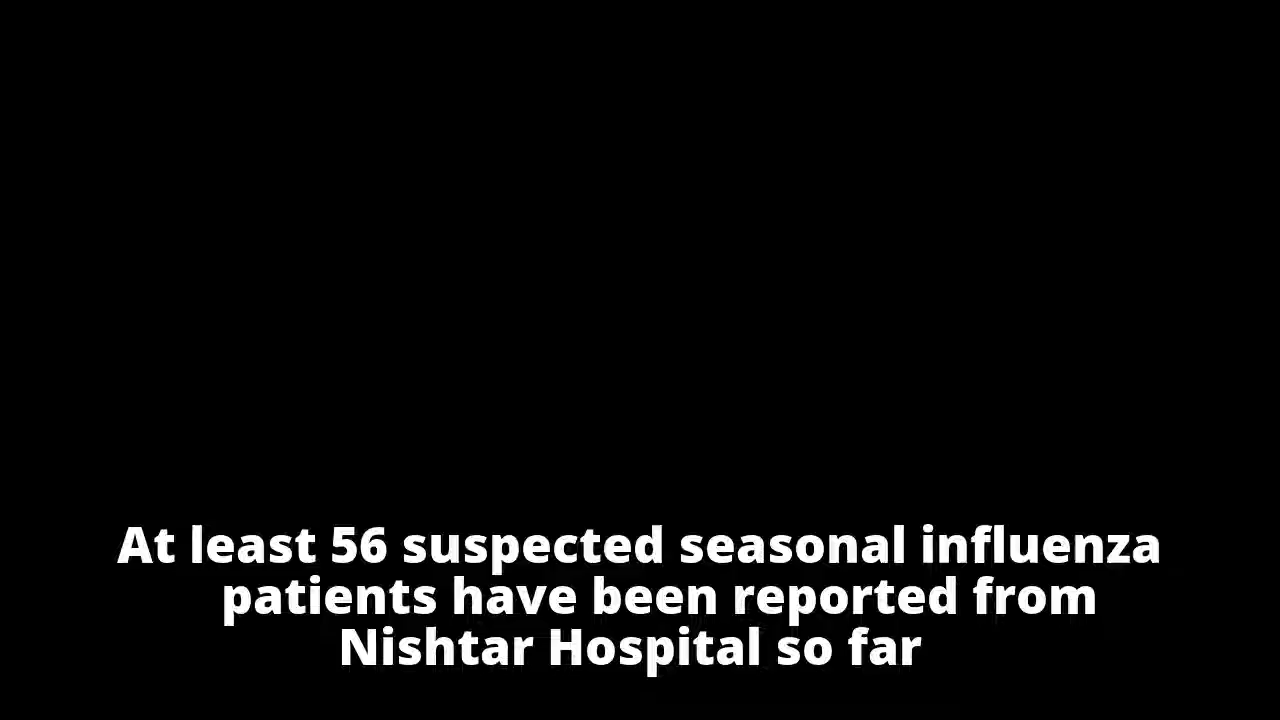 At least 56 suspected seasonal influenza
patients have been reported from
Nishtar Hospital so far